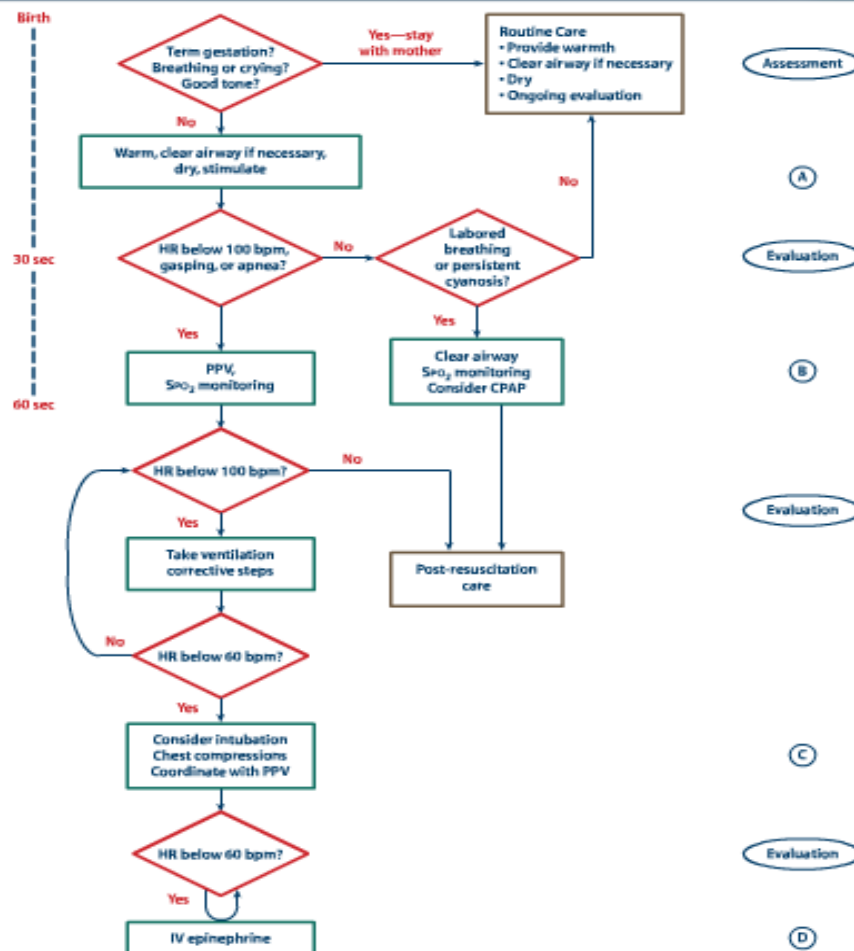 Birth
Term gestation?
Breathing or crying?
Good tone?
Yes—stay
with mother
Routine Care
• Provide warmth
• Clear airway if necessary
• Dry
• Ongoing evaluation
Assessment
No
Warm, clear airway if necessary,
dry, stimulate
No
A
30 sec
HR below 100 bpm,
gasping, or apnea?
No
Labored
breathing
or persistent
cyanosis?
Evaluation
Yes
Yes
PPV,
SPO₂ monitoring
Clear airway
SPO₂ monitoring
Consider CPAP
B
60 sec
HR below 100 bpm?
No
Evaluation
Yes
Take ventilation
corrective steps
Post-resuscitation
care
No
HR below 60 bpm?
Yes
Consider intubation
Chest compressions
Coordinate with PPV
C
HR below 60 bpm?
Evaluation
Yes
IV epinephrine
D